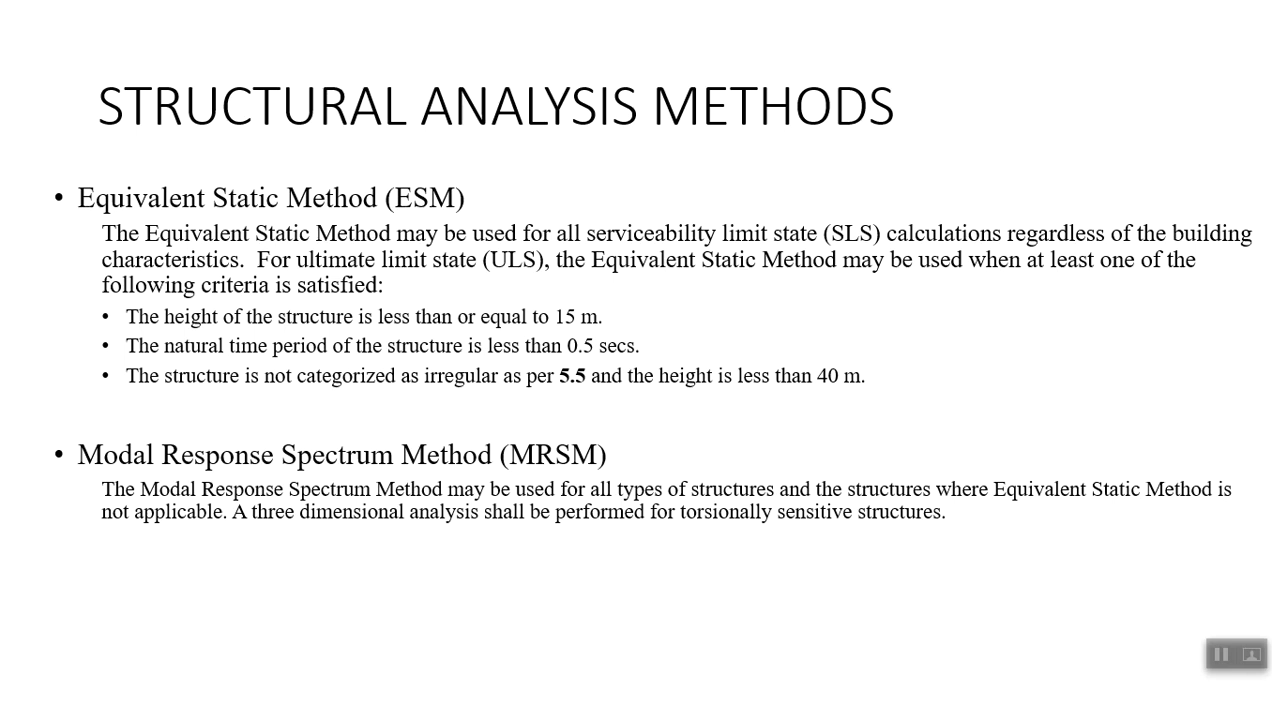 STRUCTURAL ANALYSIS METHODS
• Equivalent Static Method (ESM)
The Equivalent Static Method may be used for all serviceability limit state (SLS) calculations regardless of the building
characteristics.  For ultimate limit state (ULS), the Equivalent Static Method may be used when at least one of the
following criteria is satisfied:
• The height of the structure is less than or equal to 15 m.
• The natural time period of the structure is less than 0.5 secs.
• The structure is not categorized as irregular as per 5.5 and the height is less than 40 m.
• Modal Response Spectrum Method (MRSM)
The Modal Response Spectrum Method may be used for all types of structures and the structures where Equivalent Static Method is
not applicable. A three dimensional analysis shall be performed for torsionally sensitive structures.